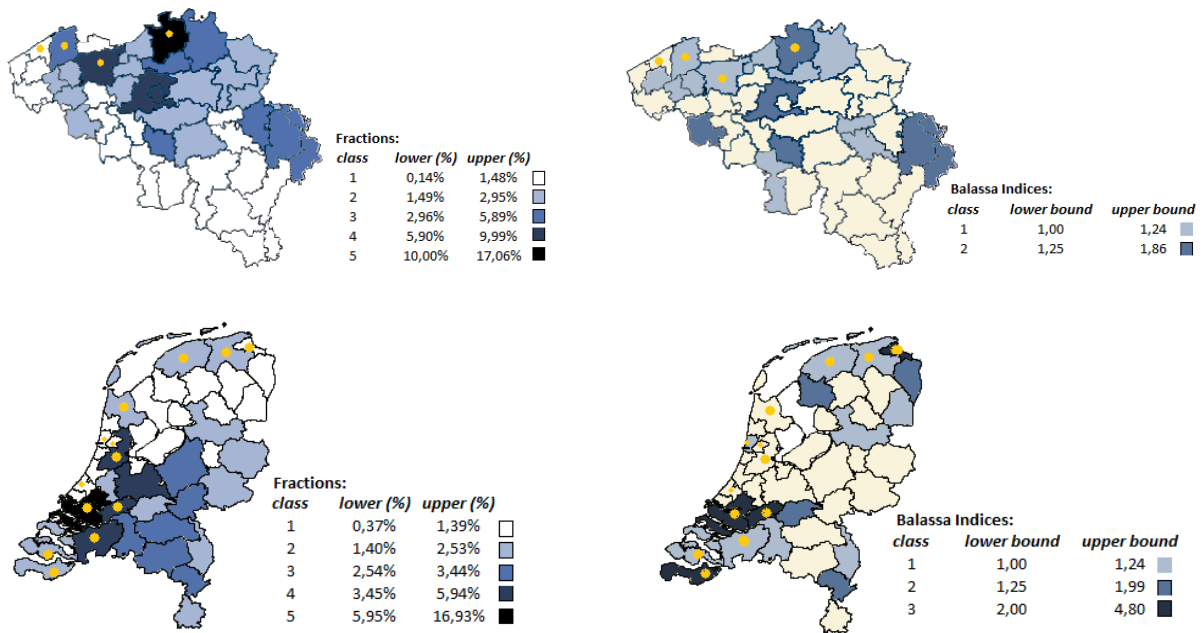 Fractions:
class lower (%) upper (%)
1 0,14% 1,48%
2 1,49% 2,95%
3 2,96% 5,89%
4 5,90% 9,99%
5 10,00% 17,06%
Balassa Indices:
class lower bound upper bound
1 1,00 1,24
2 1,25 1,86
Fractions:
class lower (%) upper (%)
1 0,37% 1,39%
2 1,40% 2,53%
3 2,54% 3,44%
4 3,45% 5,94%
5 5,95% 16,93%
Balassa Indices:
class lower bound upper bound
1 1,00 1,24
2 1,25 1,99
3 2,00 4,80